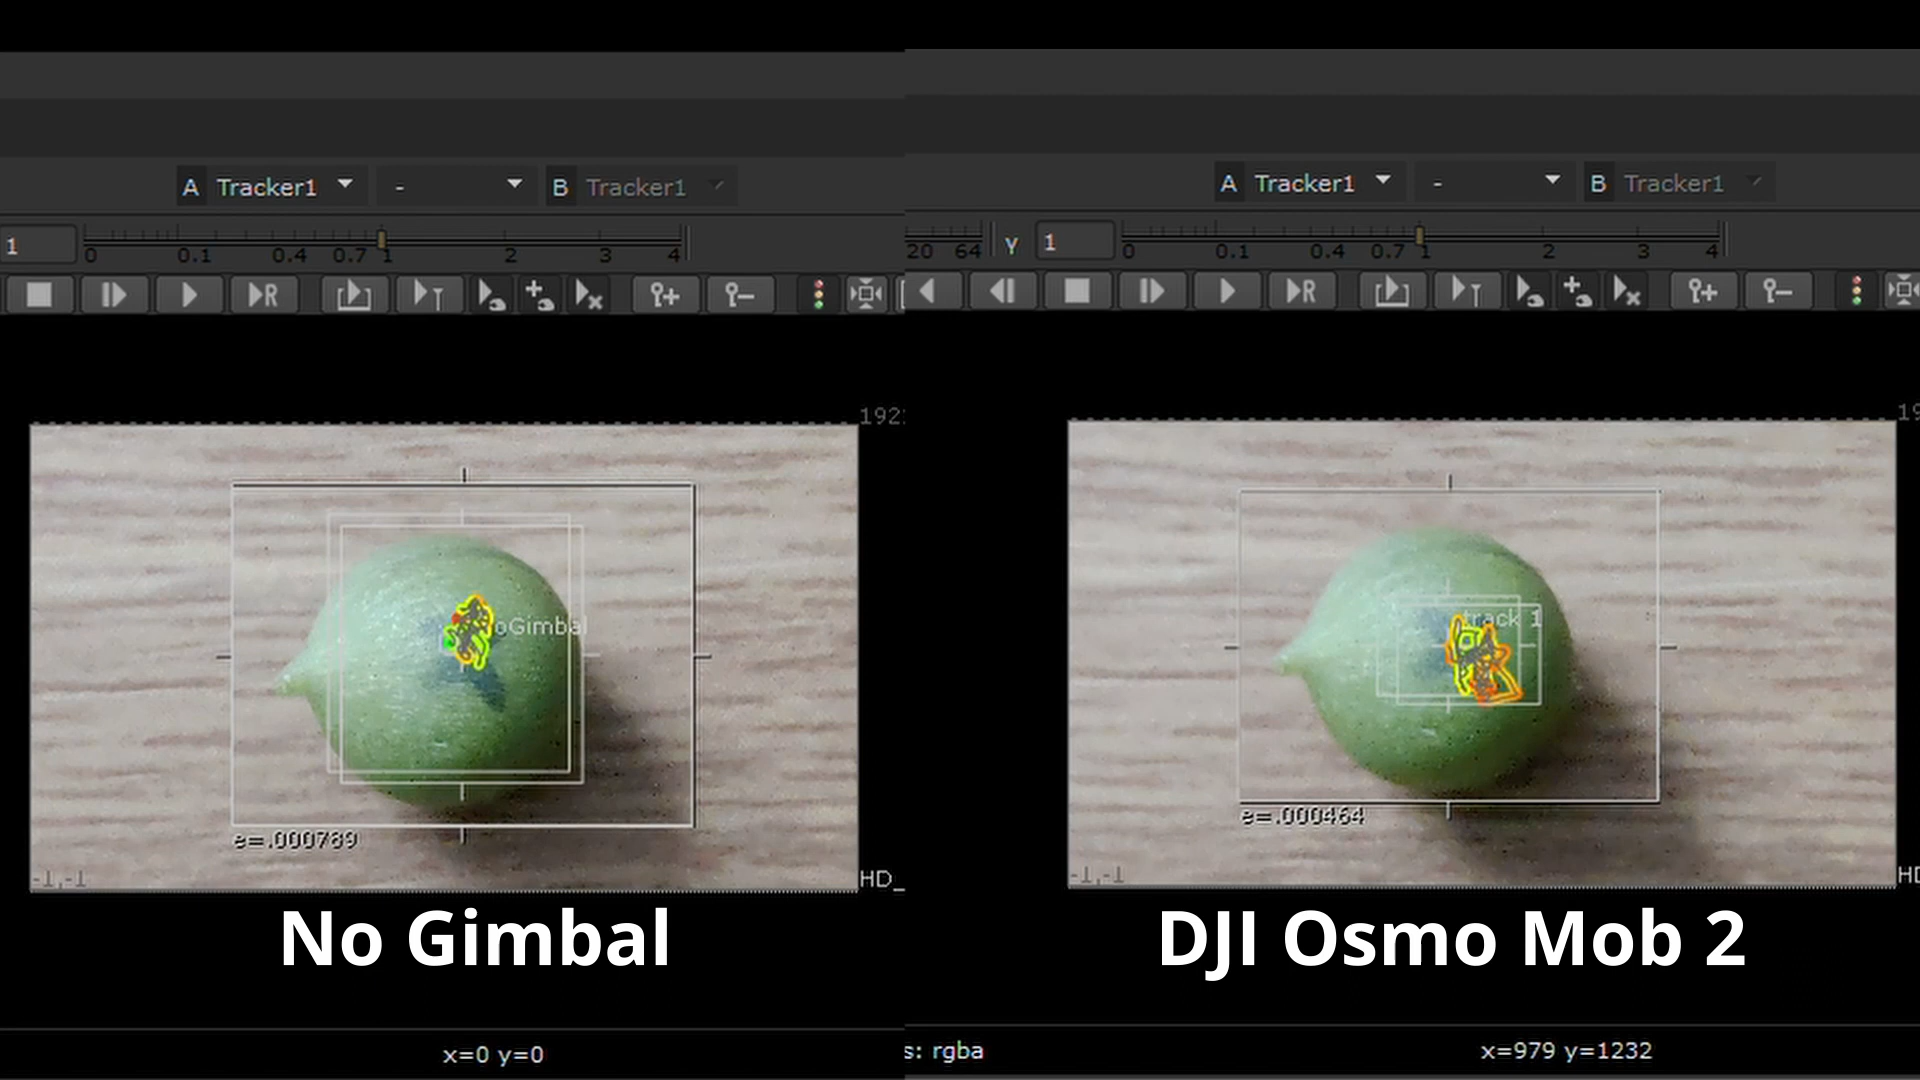 A Tracker1 - B Tracker1
1 0 0.1 0.4 0.7 1 2 3 4
R T
oGimbal
e=.000789
-1,-1
HD_
No Gimbal
x=0 y=0
A Tracker1 - B Tracker1
20 64 Y 1 0 0.1 0.4 0.7 1 2 3 4
R T
track 1
e=.000464
-1,-1
DJI Osmo Mob 2
s: rgba x=979 y=1232